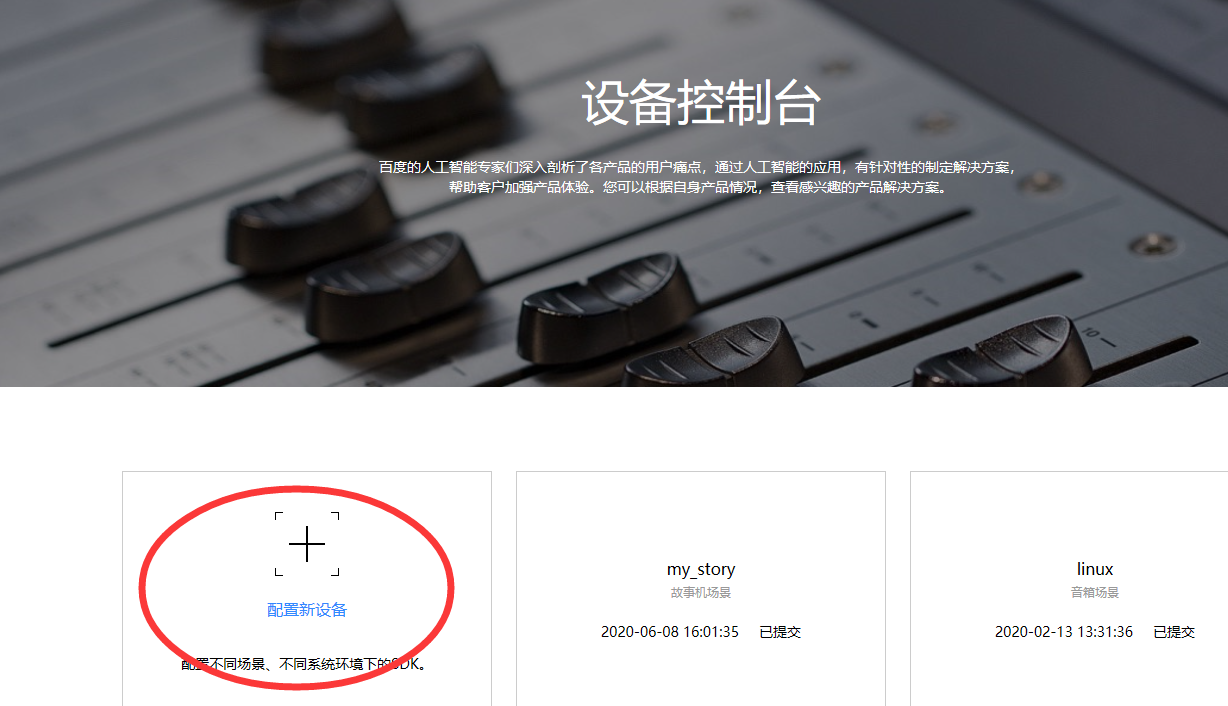 设备控制台
百度的人工智能专家们深入剖析了各产品的用户痛点，通过人工智能的应用，有针对性的制定解决方案，
帮助客户加强产品体验。您可以根据自身产品情况，查看感兴趣的产品解决方案。
配置新设备
配置不同场景、不同系统环境下的SDK。
my_story
故事机场景
2020-06-08 16:01:35 已提交
linux
音箱场景
2020-02-13 13:31:36 已提交
10